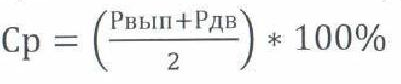 Ср = (Рвып+Рдв / 2) * 100%